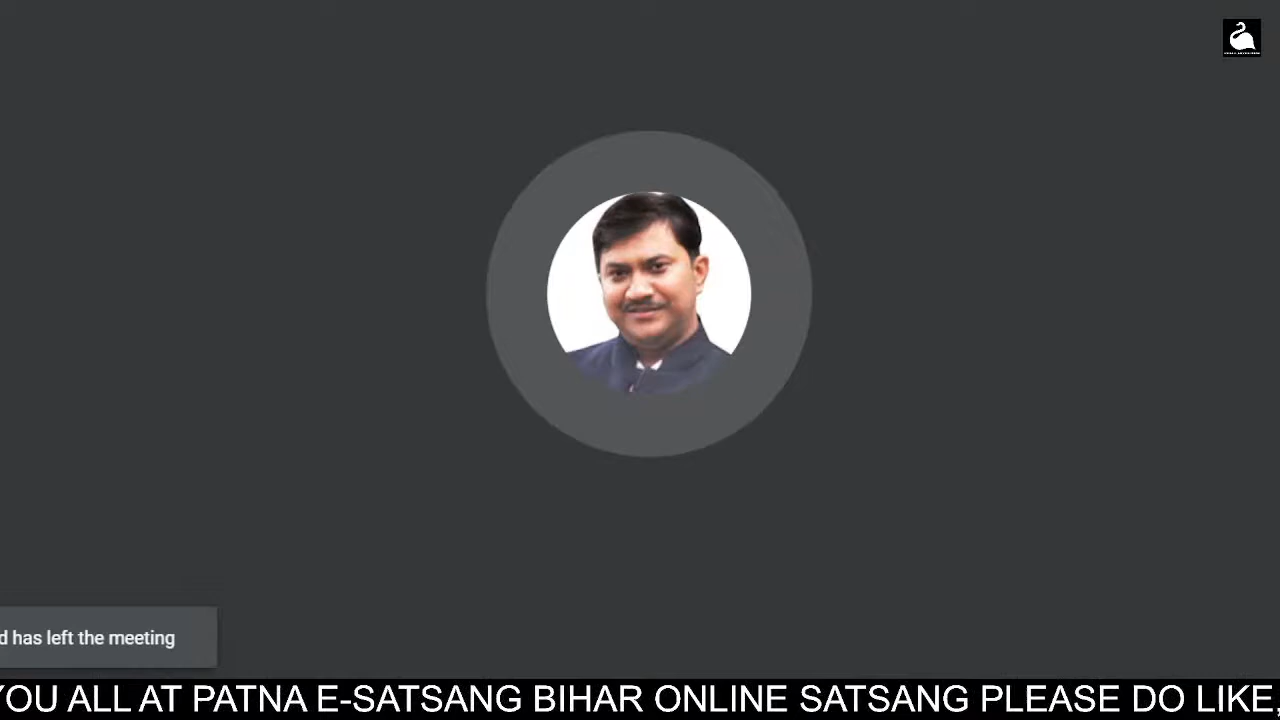 d has left the meeting
YOU ALL AT PATNA E-SATSANG BIHAR ONLINE SATSANG PLEASE DO LIKE,